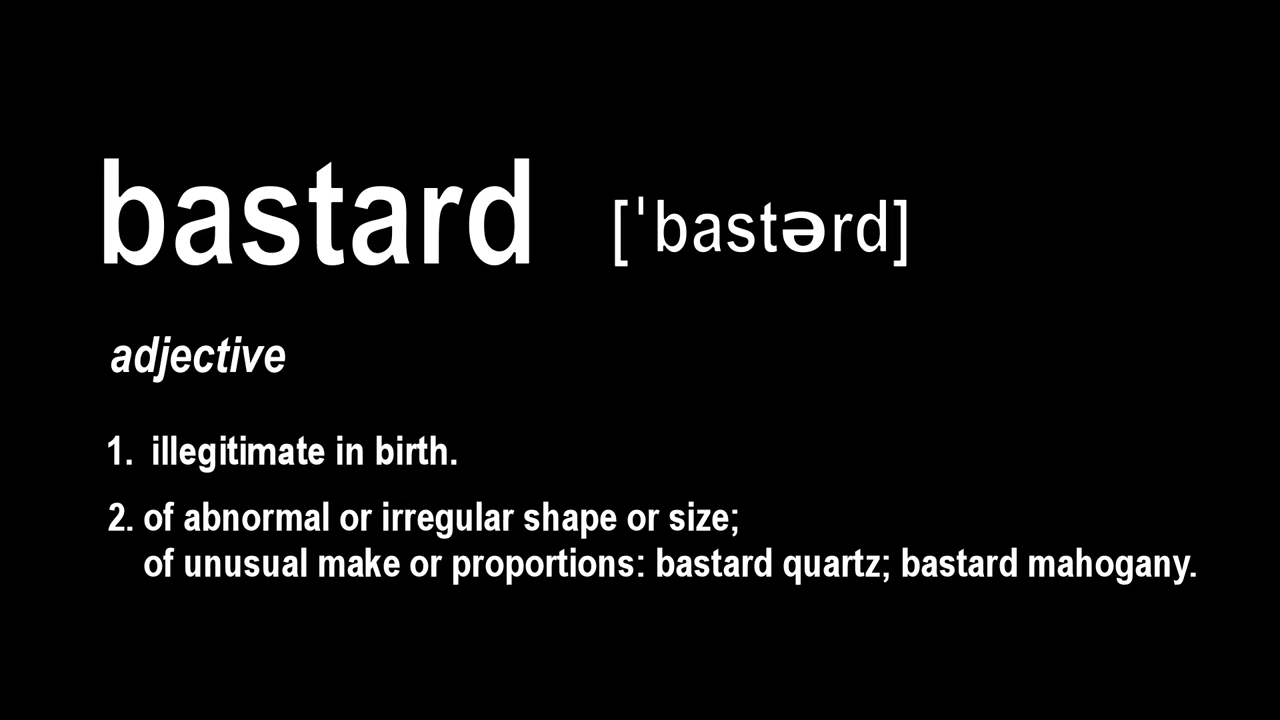 bastard [ˈbastərd]
adjective
1. illegitimate in birth.
2. of abnormal or irregular shape or size;
of unusual make or proportions: bastard quartz; bastard mahogany.